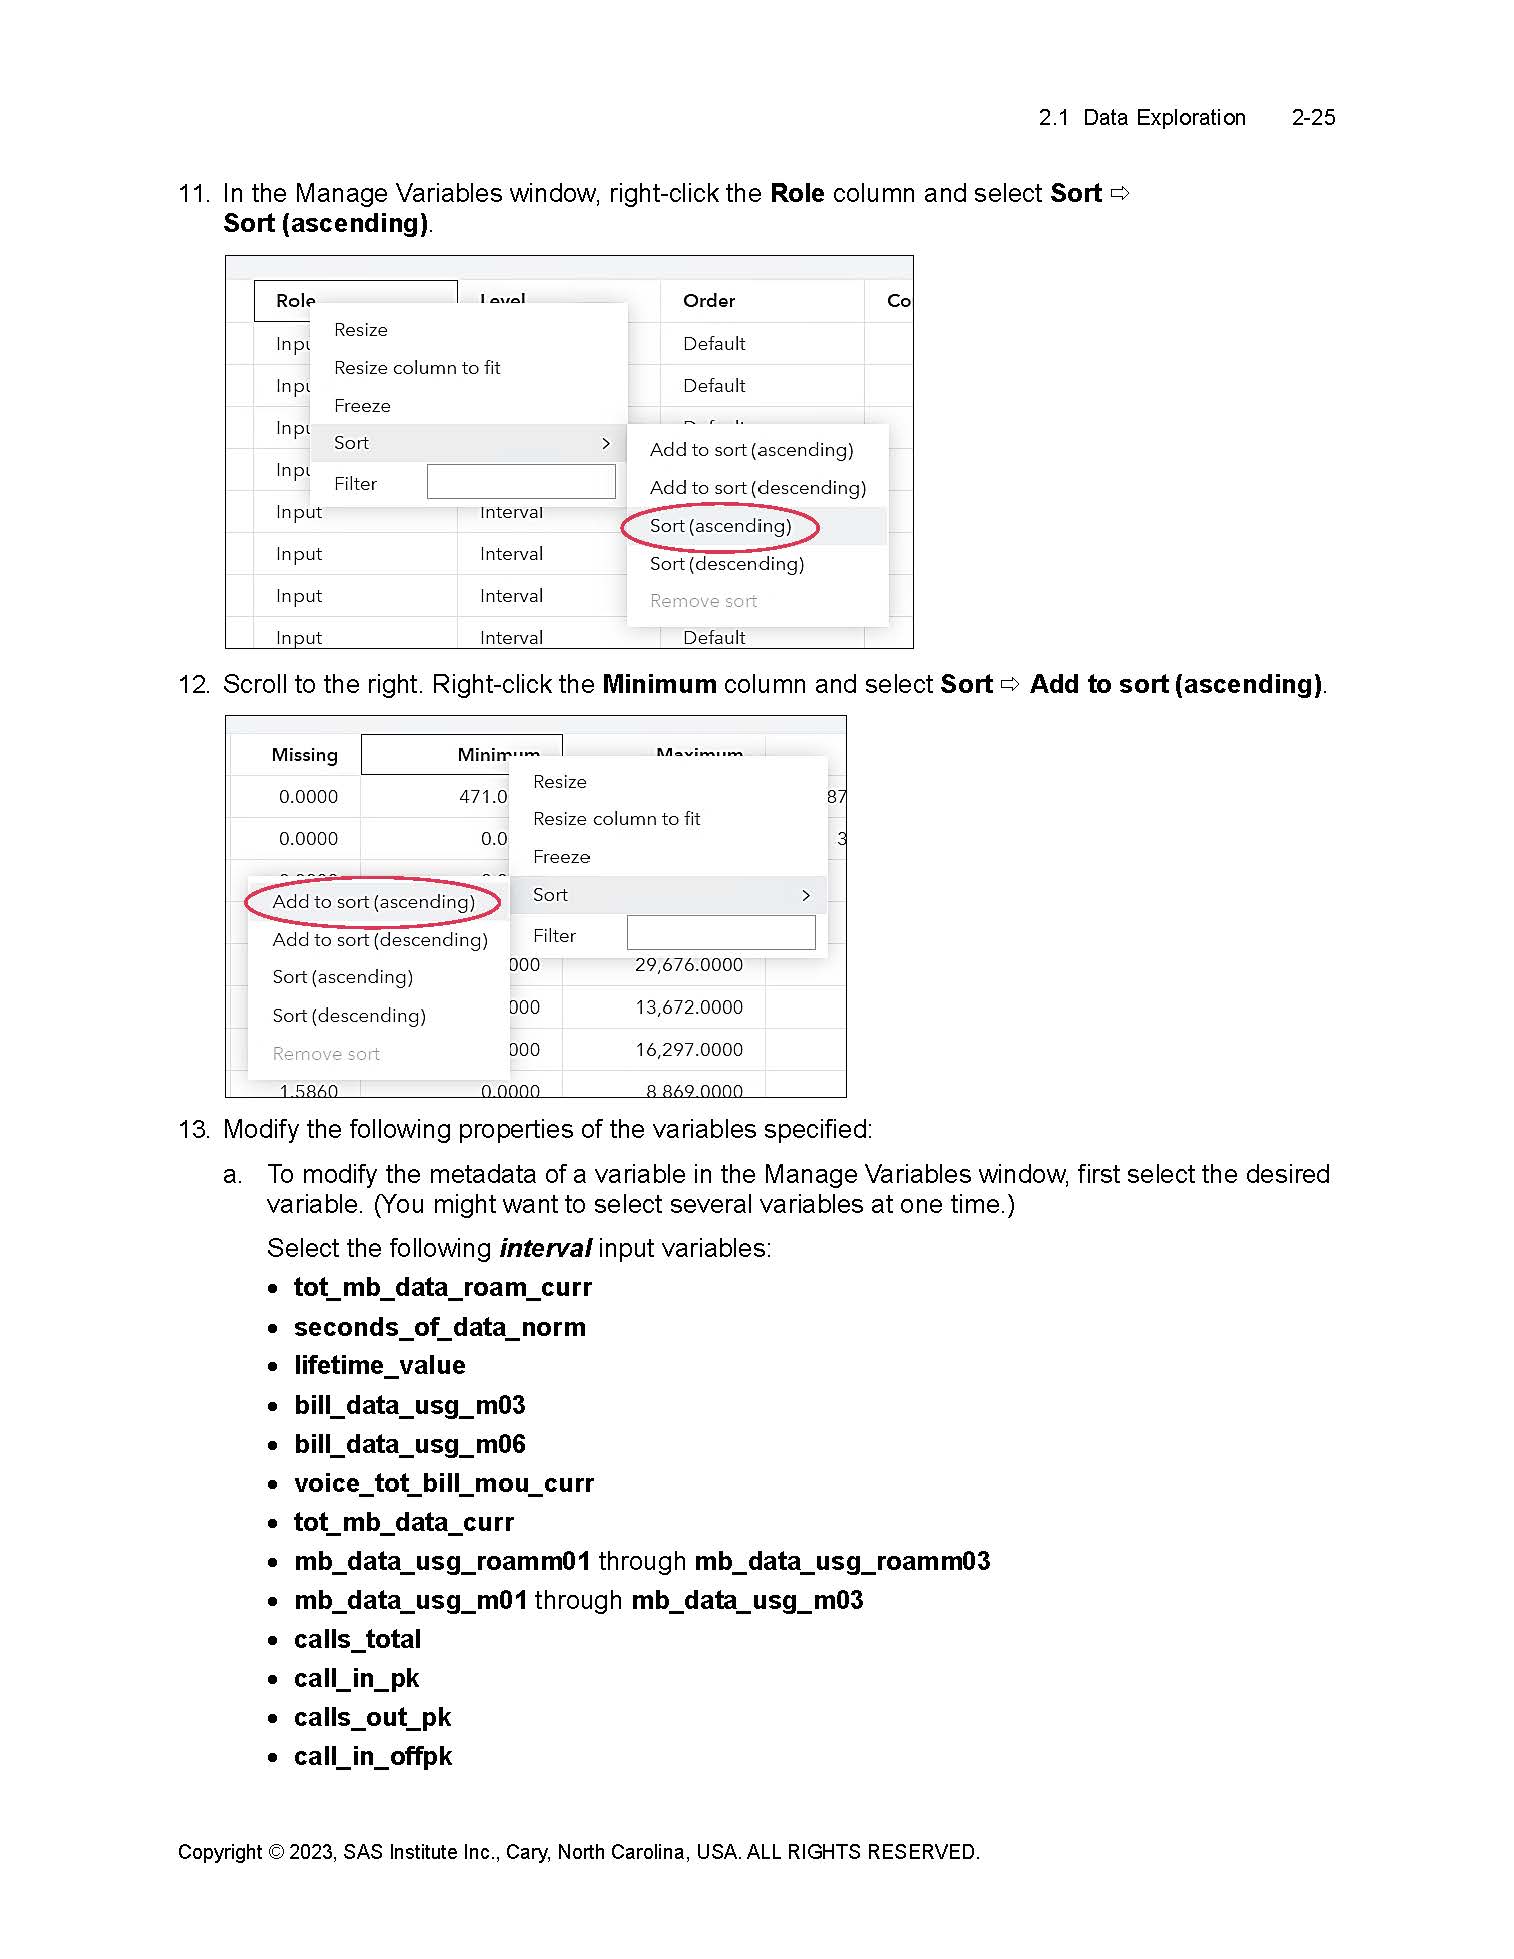 2.1 Data Exploration 2-25
11. In the Manage Variables window, right-click the Role column and select Sort ⇨
Sort (ascending).
Role Level Order Co
Resize
Inpu Default
Resize column to fit
Inpu Default
Freeze
Inpu
Sort >
Add to sort (ascending)
Inpu
Filter
Add to sort (descending)
Input Interval
Sort (ascending)
Input Interval
Sort (descending)
Input Interval
Remove sort
Input Interval Default
12. Scroll to the right. Right-click the Minimum column and select Sort ⇨ Add to sort (ascending).
Missing Minimum Maximum
Resize
0.0000 471.0 87
Resize column to fit
0.0000 0.0 3
Freeze
Sort >
Add to sort (ascending)
Filter
Add to sort (descending)
000 29,676.0000
Sort (ascending)
000 13,672.0000
Sort (descending)
000 16,297.0000
Remove sort
1.5860 0.0000 8 869.0000
13. Modify the following properties of the variables specified:
a. To modify the metadata of a variable in the Manage Variables window, first select the desired
variable. (You might want to select several variables at one time.)
Select the following interval input variables:
• tot_mb_data_roam_curr
• seconds_of_data_norm
• lifetime_value
• bill_data_usg_m03
• bill_data_usg_m06
• voice_tot_bill_mou_curr
• tot_mb_data_curr
• mb_data_usg_roamm01 through mb_data_usg_roamm03
• mb_data_usg_m01 through mb_data_usg_m03
• calls_total
• call_in_pk
• calls_out_pk
• call_in_offpk
Copyright © 2023, SAS Institute Inc., Cary, North Carolina, USA. ALL RIGHTS RESERVED.